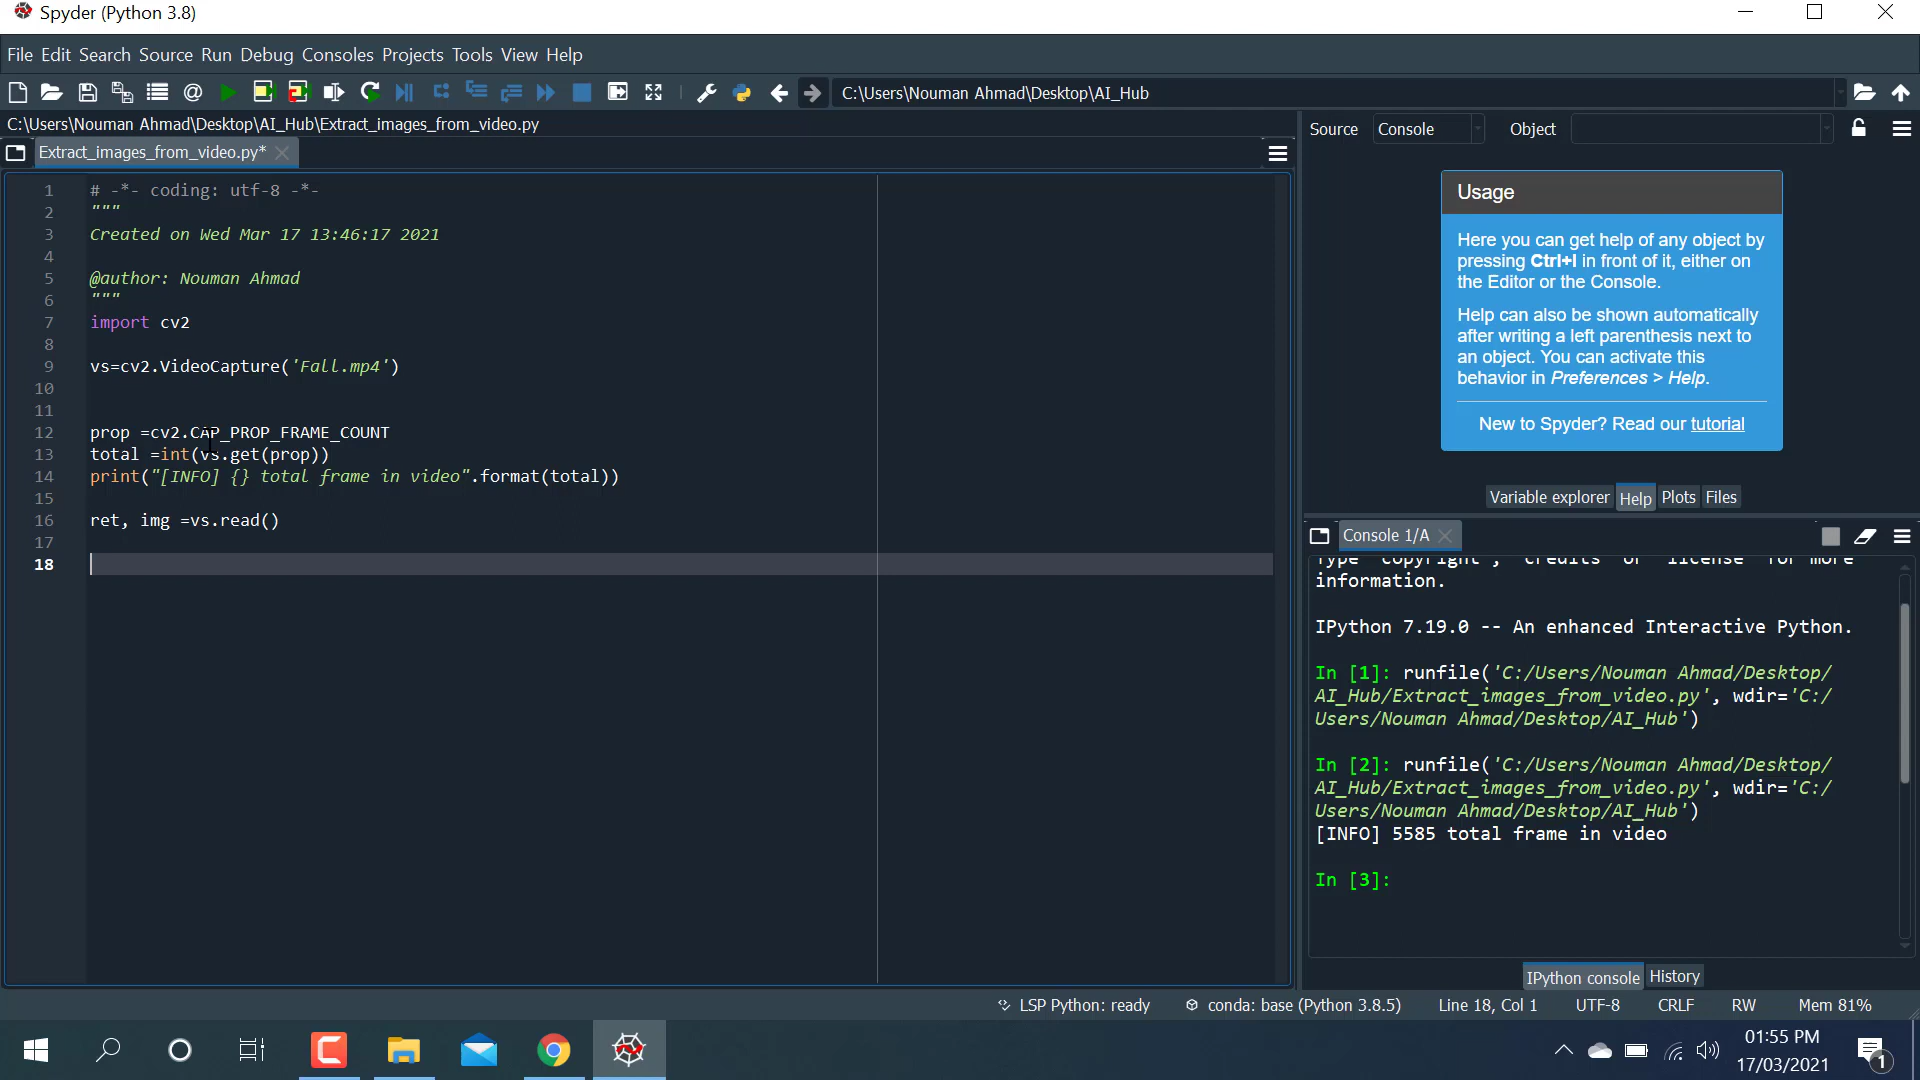 Spyder (Python 3.8)
File Edit Search Source Run Debug Consoles Projects Tools View Help
C:\Users\Nouman Ahmad\Desktop\AI_Hub
C:\Users\Nouman Ahmad\Desktop\AI_Hub\Extract_images_from_video.py
Extract_images_from_video.py*
1 # -*- coding: utf-8 -*-
2 """
3 Created on Wed Mar 17 13:46:17 2021
4
5 @author: Nouman Ahmad
6 """
7 import cv2
8
9 vs=cv2.VideoCapture('Fall.mp4')
10
11
12 prop =cv2.CAP_PROP_FRAME_COUNT
13 total =int(vs.get(prop))
14 print("[INFO] {} total frame in video".format(total))
15
16 ret, img =vs.read()
17
18
Source Console Object
Usage
Here you can get help of any object by
pressing Ctrl+I in front of it, either on
the Editor or the Console.
Help can also be shown automatically
after writing a left parenthesis next to
an object. You can activate this
behavior in Preferences > Help.
New to Spyder? Read our tutorial
Variable explorer Help Plots Files
Console 1/A
Type "copyright", "credits" or "license" for more
information.
IPython 7.19.0 -- An enhanced Interactive Python.
In [1]: runfile('C:/Users/Nouman Ahmad/Desktop/
AI_Hub/Extract_images_from_video.py', wdir='C:/
Users/Nouman Ahmad/Desktop/AI_Hub')
In [2]: runfile('C:/Users/Nouman Ahmad/Desktop/
AI_Hub/Extract_images_from_video.py', wdir='C:/
Users/Nouman Ahmad/Desktop/AI_Hub')
[INFO] 5585 total frame in video
In [3]:
IPython console History
LSP Python: ready conda: base (Python 3.8.5) Line 18, Col 1 UTF-8 CRLF RW Mem 81%
01:55 PM
17/03/2021
1